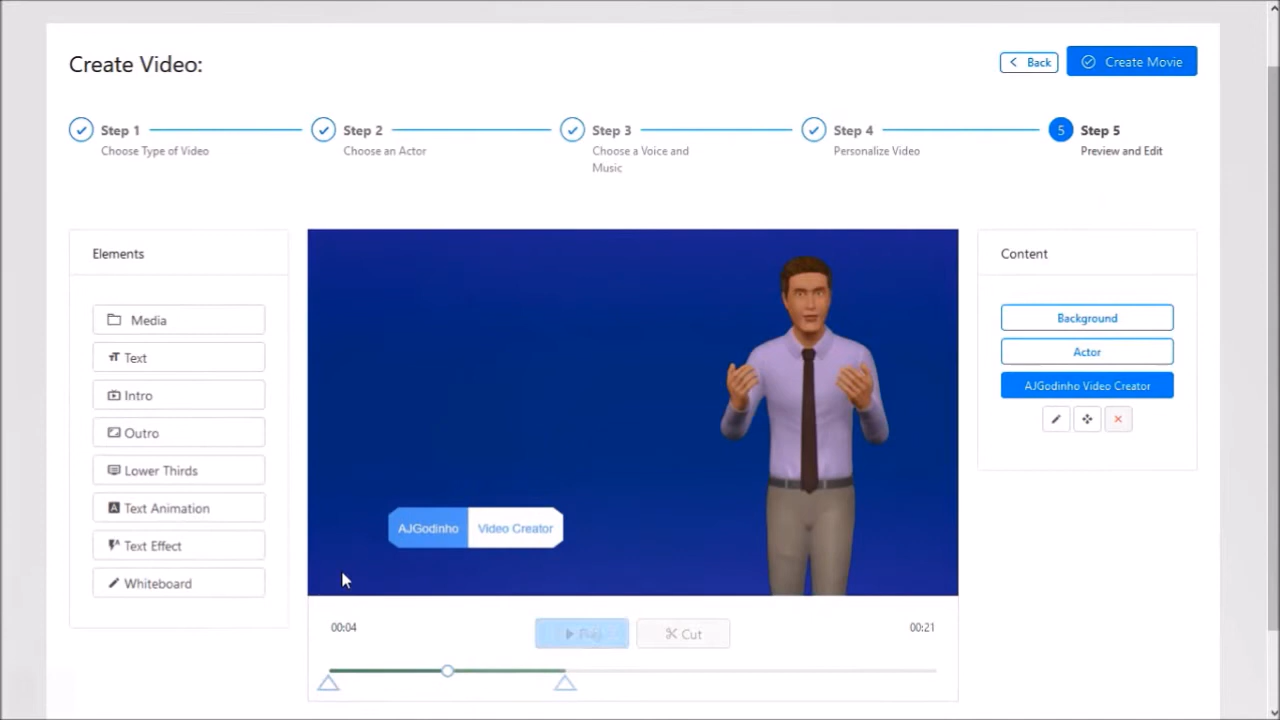 Create Video:
Back
Create Movie
Step 1
Choose Type of Video
Step 2
Choose an Actor
Step 3
Choose a Voice and
Music
Step 4
Personalize Video
5
Step 5
Preview and Edit
Elements
Media
Text
Intro
Outro
Lower Thirds
Text Animation
Text Effect
Whiteboard
AJGodinho
Video Creator
00:04
Play
Cut
00:21
Content
Background
Actor
AJGodinho Video Creator